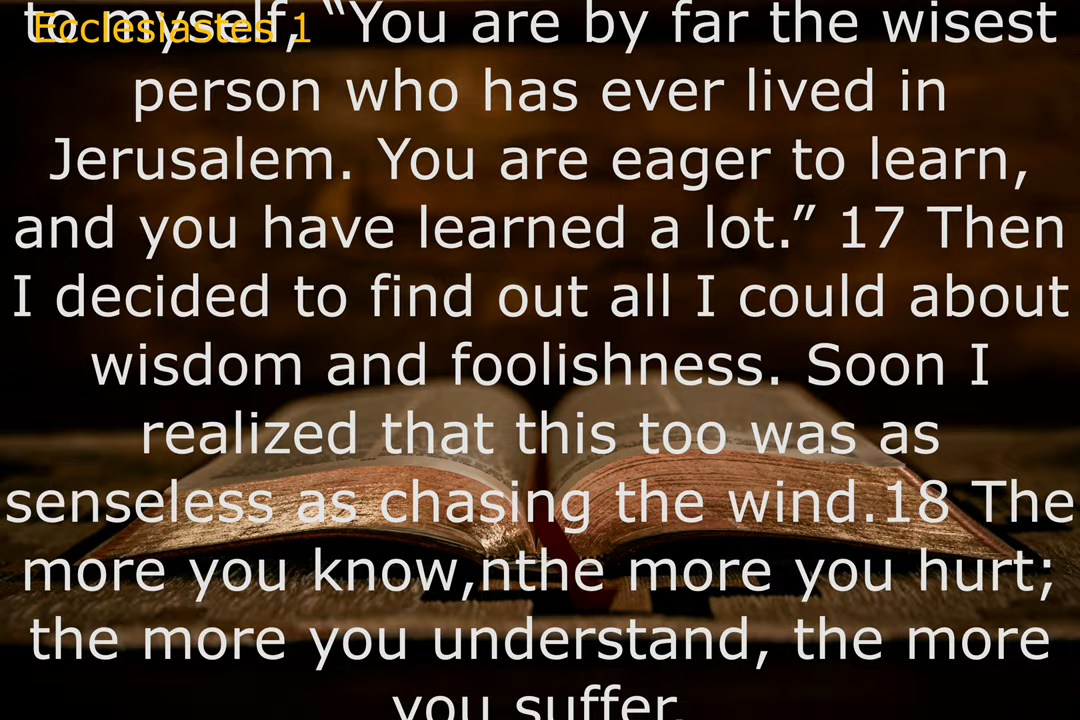 Ecclesiastes 1
to myself, “You are by far the wisest
person who has ever lived in
Jerusalem. You are eager to learn,
and you have learned a lot.” 17 Then
I decided to find out all I could about
wisdom and foolishness. Soon I
realized that this too was as
senseless as chasing the wind.18 The
more you know,nthe more you hurt;
the more you understand, the more
you suffer.